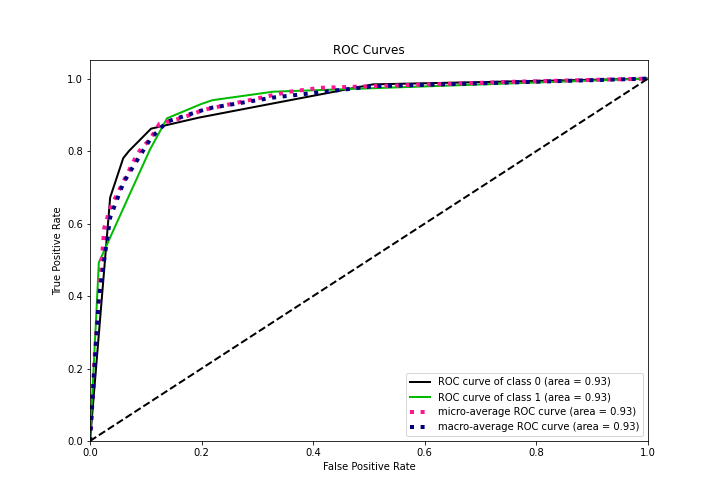 ROC Curves
1.0
0.8
0.6
0.4
0.2
0.0
True Positive Rate
0.0 0.2 0.4 0.6 0.8 1.0
False Positive Rate
ROC curve of class 0 (area = 0.93)
ROC curve of class 1 (area = 0.93)
micro-average ROC curve (area = 0.93)
macro-average ROC curve (area = 0.93)